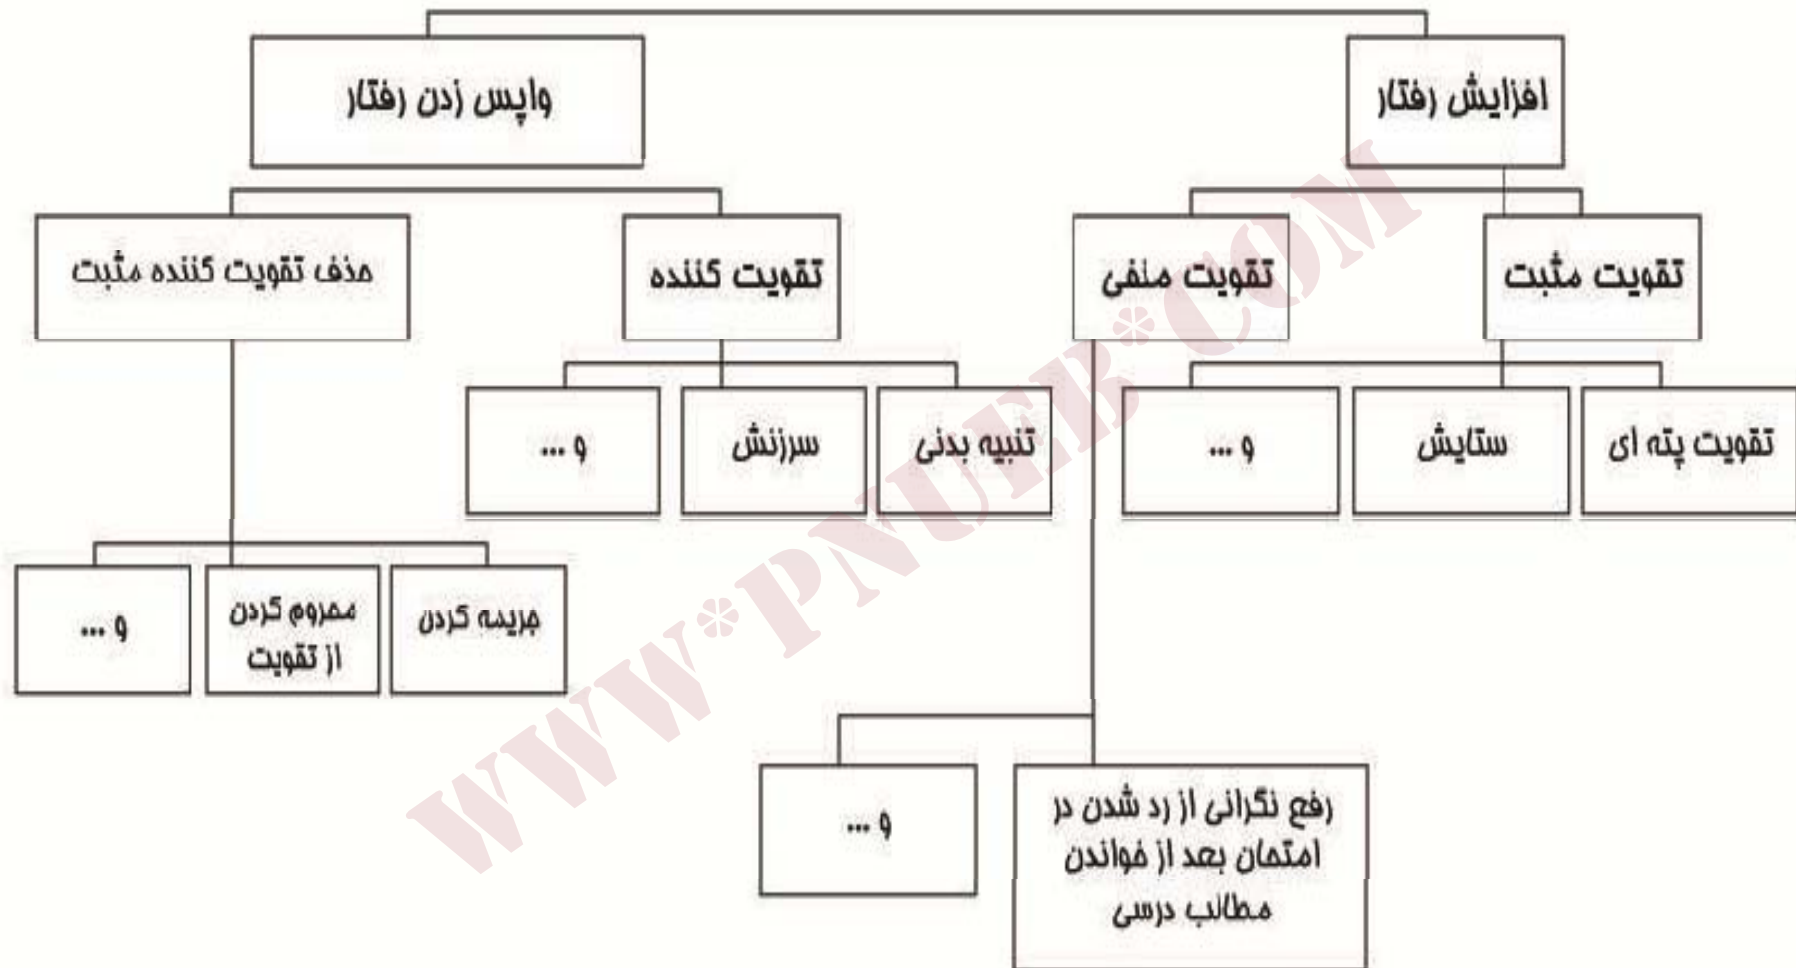 افزایش رفتار
واپس زدن رفتار
تقویت مثبت
تقویت منفی
تقویت کننده
حذف تقویت کننده مثبت
تقویت پته ای
ستایش
و ...
تنبیه بدنی
سرزنش
و ...
جریمه کردن
محروم کردن
از تقویت
و ...
رفع نگرانی از رد شدن در
امتحان بعد از خواندن
مطالب درسی
و ...
WWW*PNUEB*COM